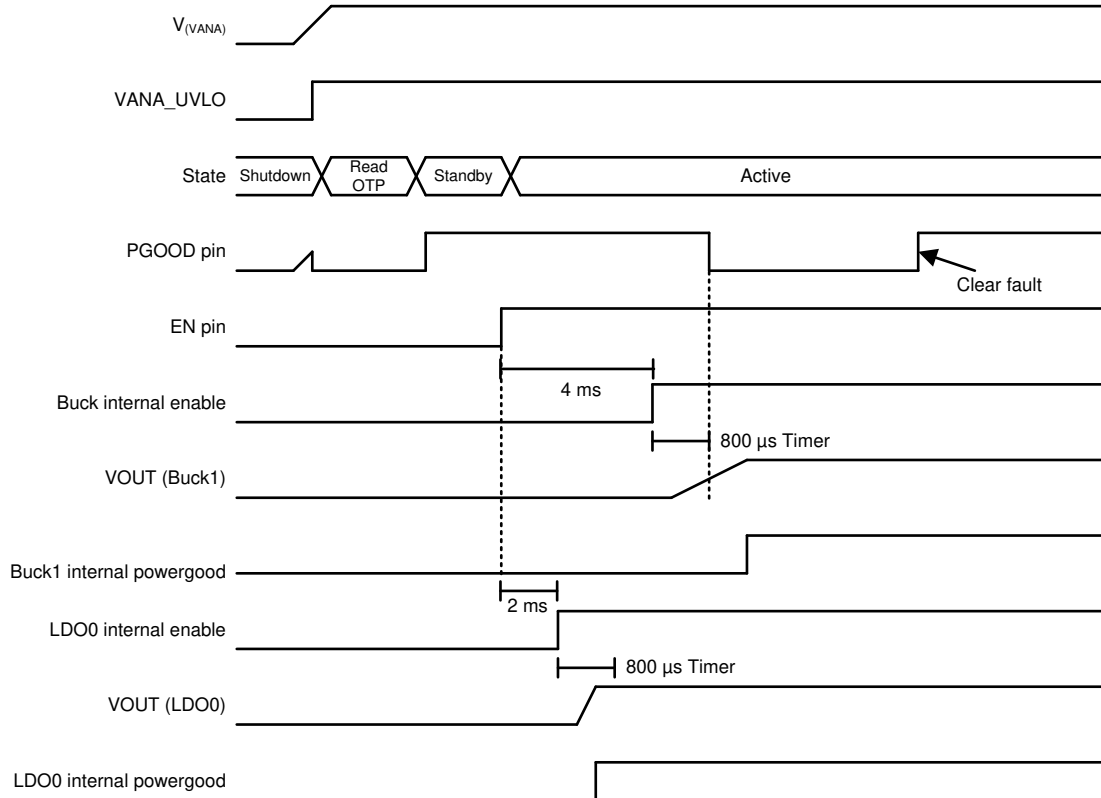 V(VANA)
VANA_UVLO
State
Shutdown
Read
OTP
Standby
Active
PGOOD pin
Clear fault
EN pin
4 ms
Buck internal enable
800 µs Timer
VOUT (Buck1)
Buck1 internal powergood
2 ms
LDO0 internal enable
800 µs Timer
VOUT (LDO0)
LDO0 internal powergood